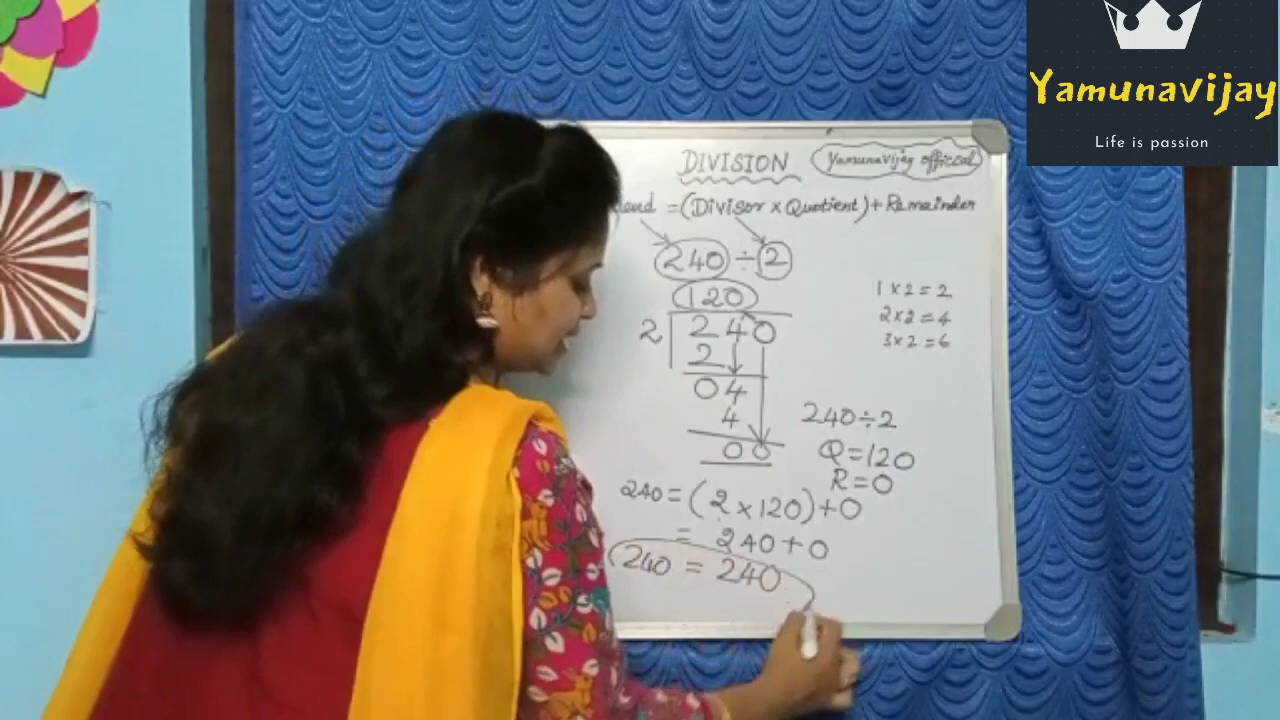 Yamunavijay
Life is passion
DIVISION
Yamunavijay official
dend = (Divisor x Quotient) + Remainder
240 ÷ 2
120
2 240
2
04
4
00
1 x 2 = 2
2 x 2 = 4
3 x 2 = 6
240 ÷ 2
Q = 120
R = 0
240 = (2 x 120) + 0
= 240 + 0
240 = 240